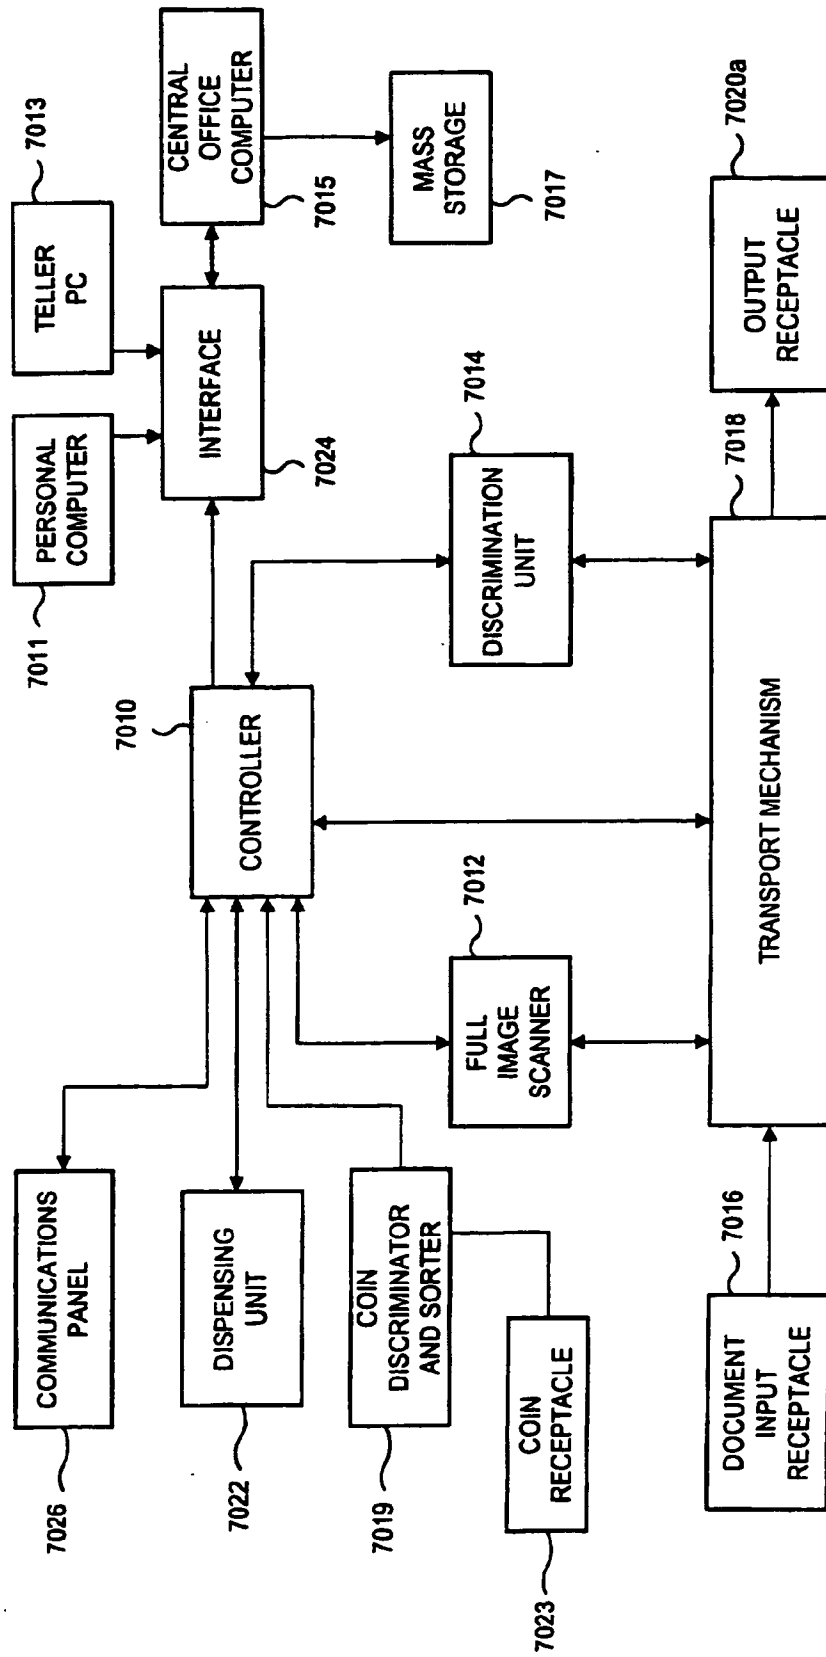 7013
TELLER
PC
PERSONAL
COMPUTER
7011
CENTRAL
OFFICE
COMPUTER
7015
INTERFACE
7024
MASS
STORAGE
7017
7010
CONTROLLER
COMMUNICATIONS
PANEL
7026
DISPENSING
UNIT
7022
COIN
DISCRIMINATOR
AND SORTER
7019
COIN
RECEPTACLE
7023
7012
FULL
IMAGE
SCANNER
7014
DISCRIMINATION
UNIT
7016
DOCUMENT
INPUT
RECEPTACLE
7018
TRANSPORT MECHANISM
7020a
OUTPUT
RECEPTACLE